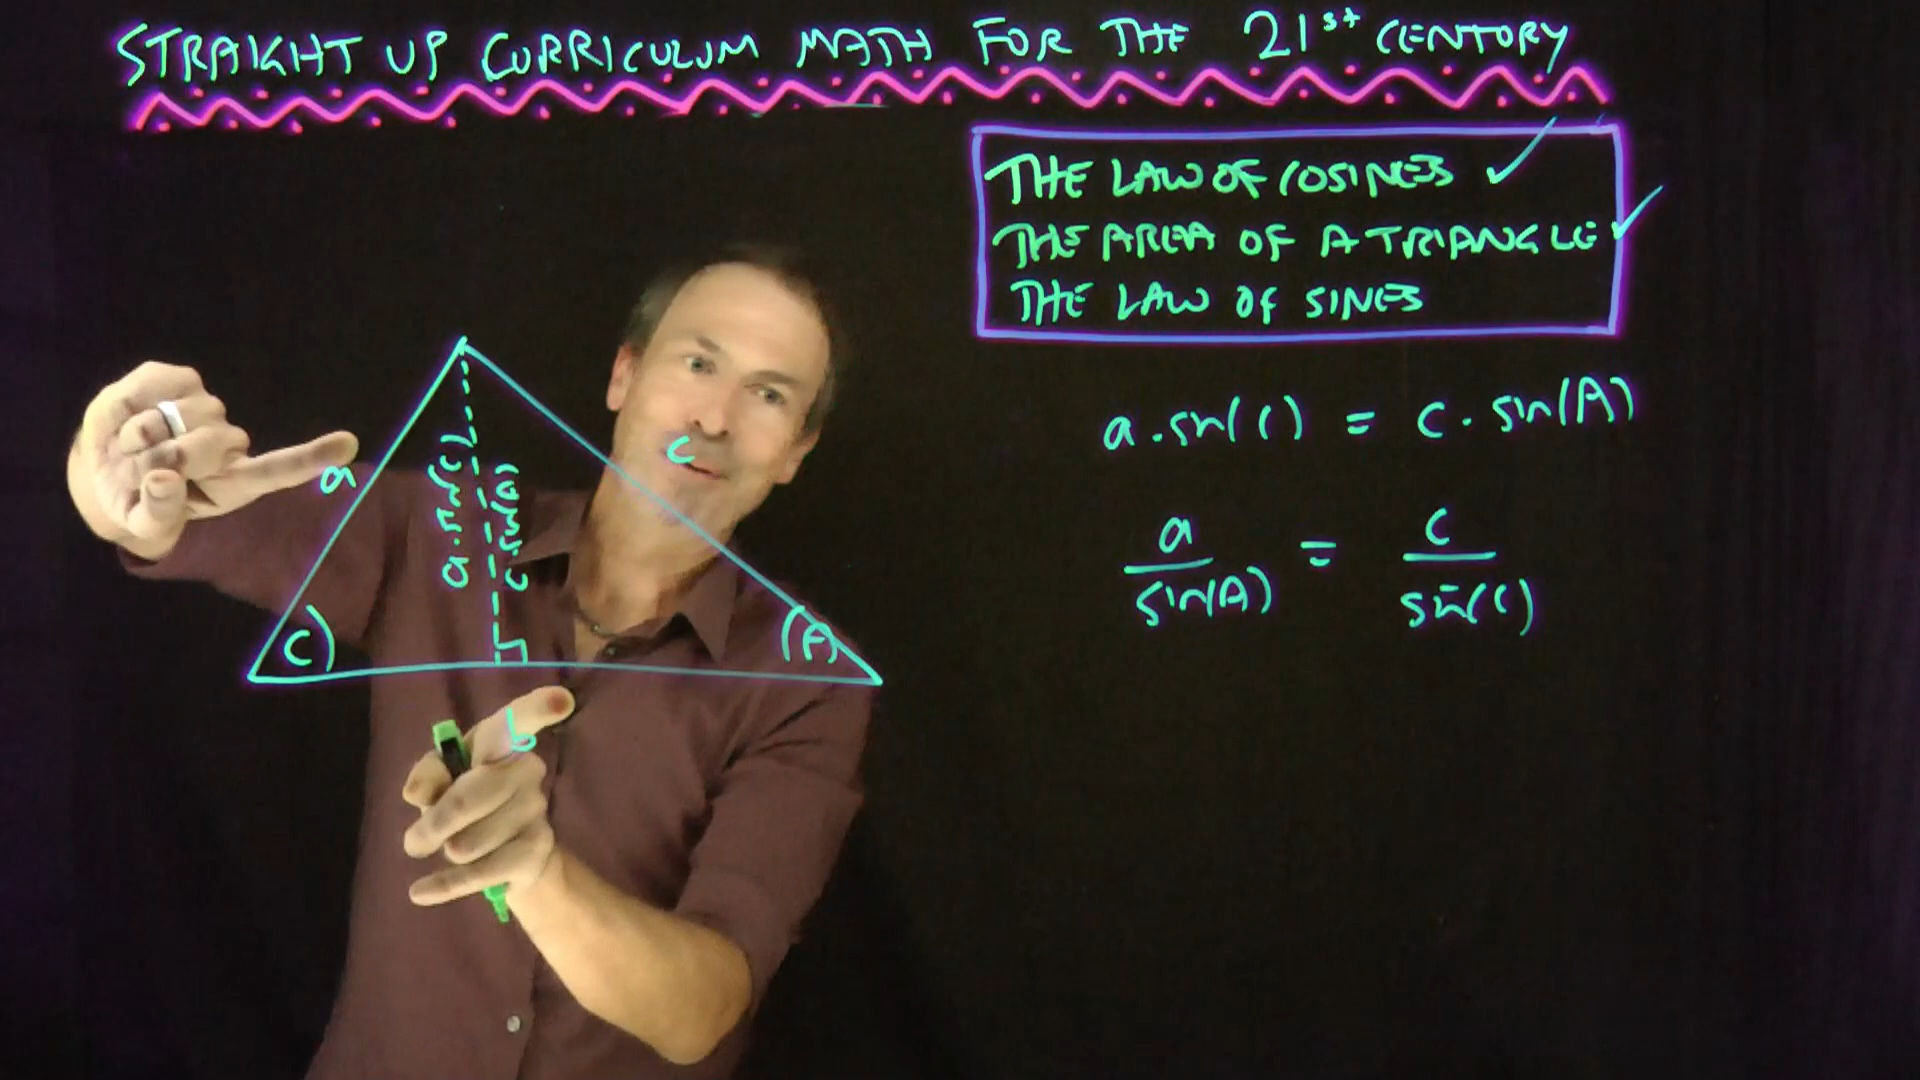 STRAIGHT UP CURRICULUM MATH FOR THE 21st CENTURY
THE LAW OF COSINES ✓
THE AREA OF A TRIANGLE ✓
THE LAW OF SINES
a
a.sin(C)
c.sin(A)
c
C)
(A)
b
a.sin(C) = c.sin(A)
a = c
sin(A) sin(C)